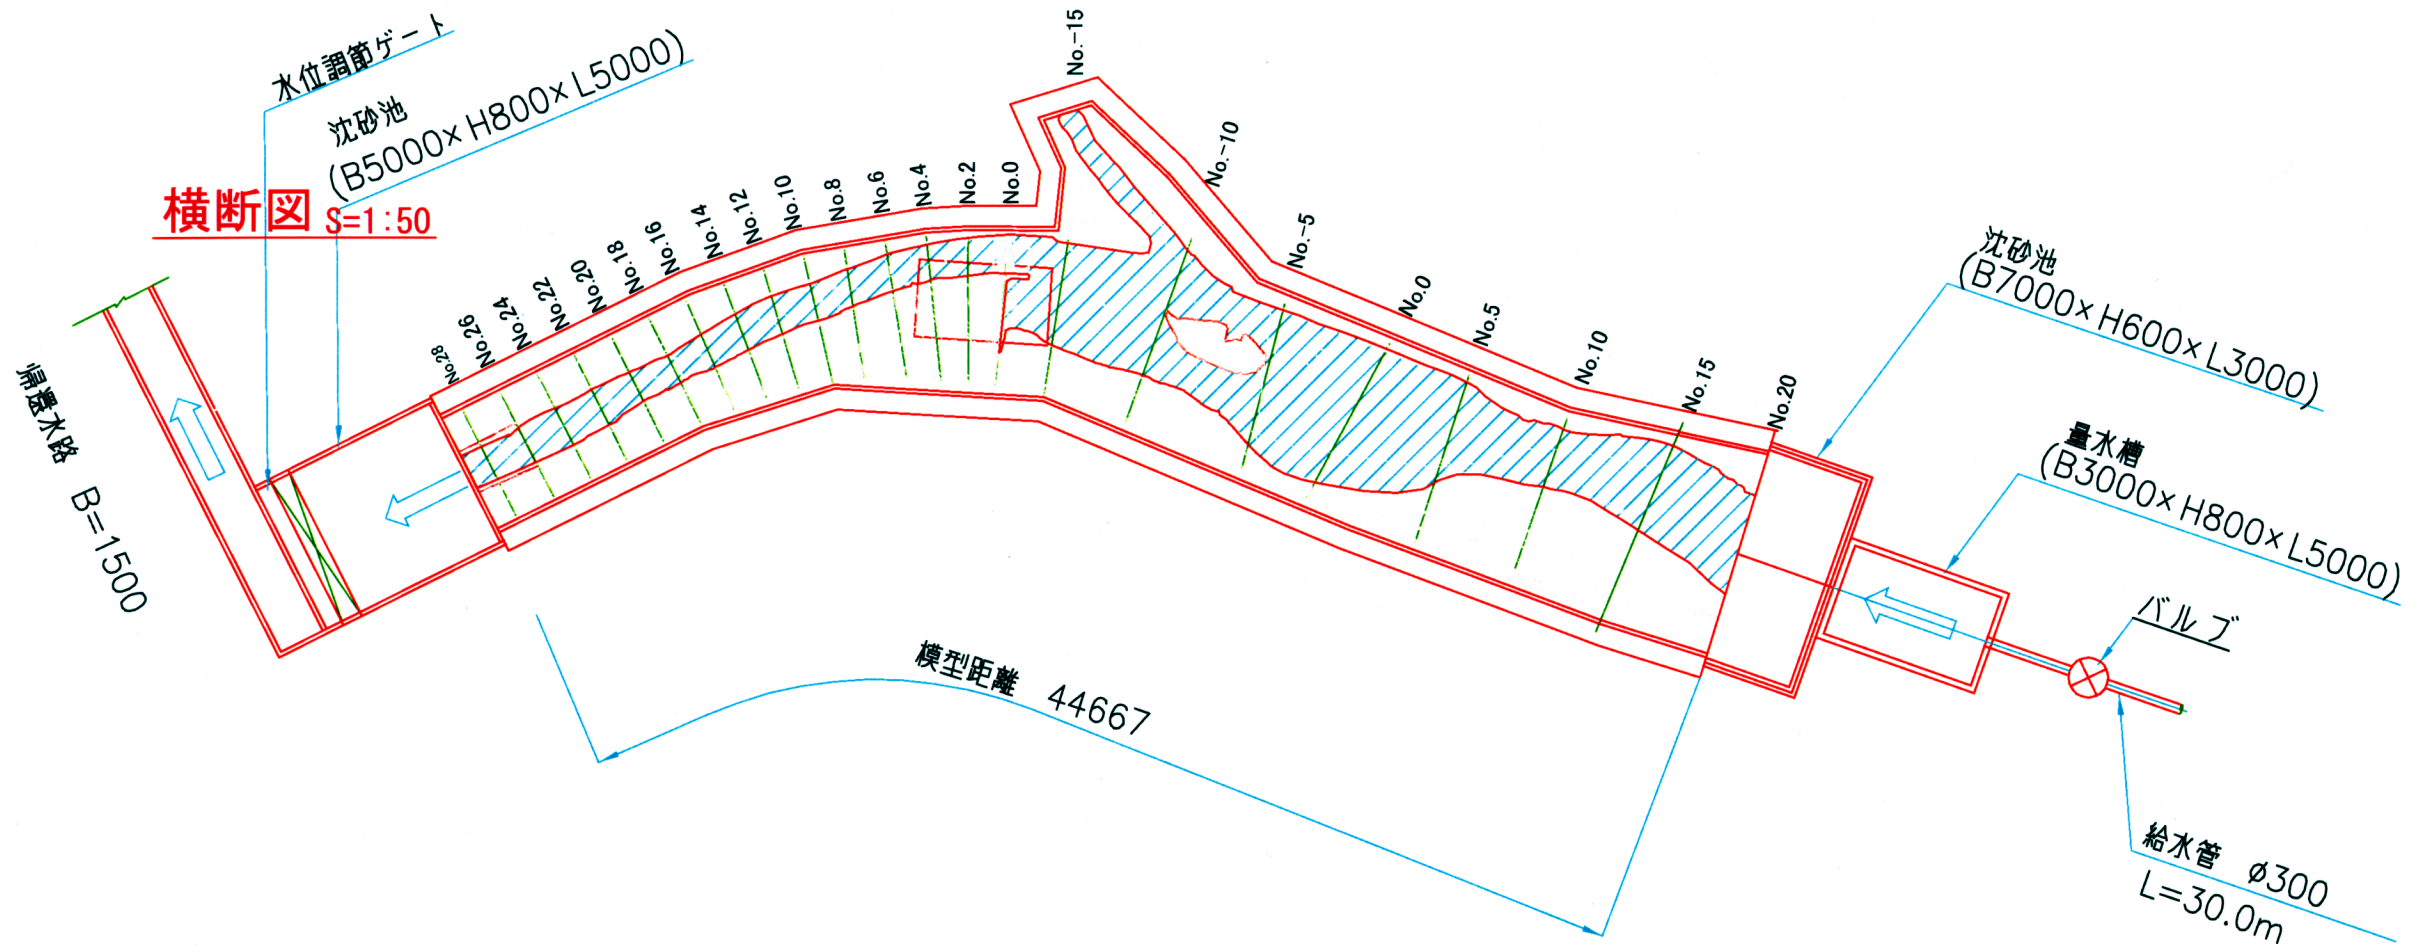 水位調節ゲート
沈砂池
(B5000×H800×L5000)
横断図 S=1:50
No.-15
No.-10
No.-5
No.0
No.5
No.10
No.15
No.20
No.0
No.2
No.4
No.6
No.8
No.10
No.12
No.14
No.16
No.18
No.20
No.22
No.24
No.26
No.28
帰還水路 B=1500
沈砂池
(B7000×H600×L3000)
量水槽
(B3000×H800×L5000)
バルブ
模型距離 44667
給水管 φ300
L=30.0m